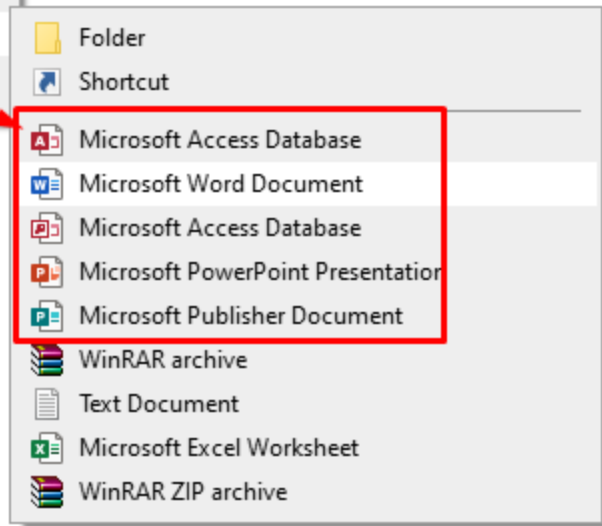 Folder
Shortcut
Microsoft Access Database
Microsoft Word Document
Microsoft Access Database
Microsoft PowerPoint Presentation
Microsoft Publisher Document
WinRAR archive
Text Document
Microsoft Excel Worksheet
WinRAR ZIP archive